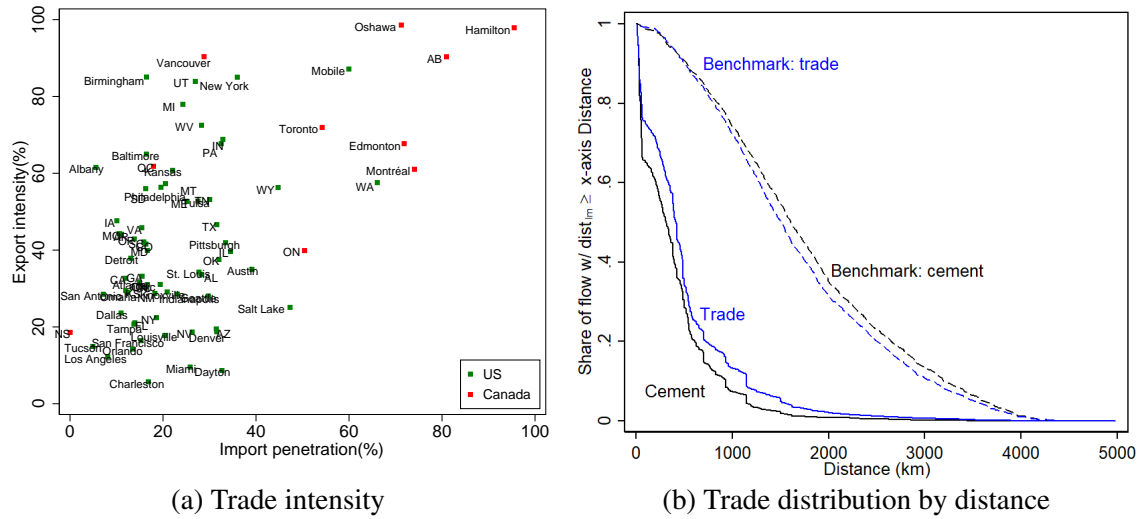 100
80
60
40
20
0
Export intensity(%)
Oshawa
Hamilton
Vancouver
AB
Birmingham
UT
New York
Mobile
MI
WV
Toronto
IN
PA
Edmonton
Baltimore
Albany
QC
Kansas
Montréal
MT
WY
WA
Philadelphia
SD
ME
Tulsa
TN
IA
VA
TX
Pittsburgh
MD
IL
ON
Detroit
OK
Austin
St. Louis
AL
GA
CA
San Antonio
Omaha
NM
Indianapolis
Salt Lake
Dallas
NY
Tampa
FL
NS
NV
AZ
Louisville
Denver
San Francisco
Tucson
Orlando
Los Angeles
Miami
Dayton
Charleston
US
Canada
0 20 40 60 80 100
Import penetration(%)
(a) Trade intensity
Share of flow w/ dist_lm ≥ x-axis Distance
1
.8
.6
.4
.2
0
Benchmark: trade
Benchmark: cement
Trade
Cement
0 1000 2000 3000 4000 5000
Distance (km)
(b) Trade distribution by distance